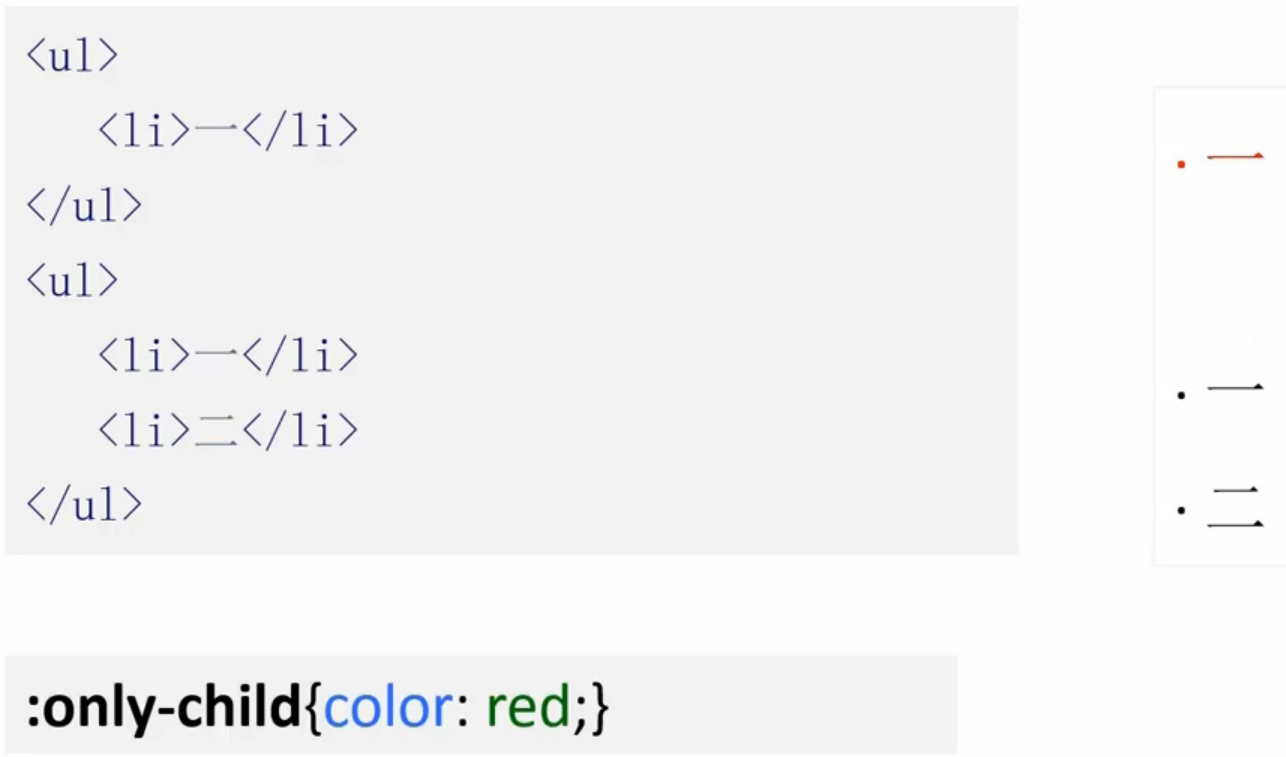 <ul>
<li>一</li>
</ul>
<ul>
<li>一</li>
<li>二</li>
</ul>
• 一
• 一
• 二
:only-child{color: red;}